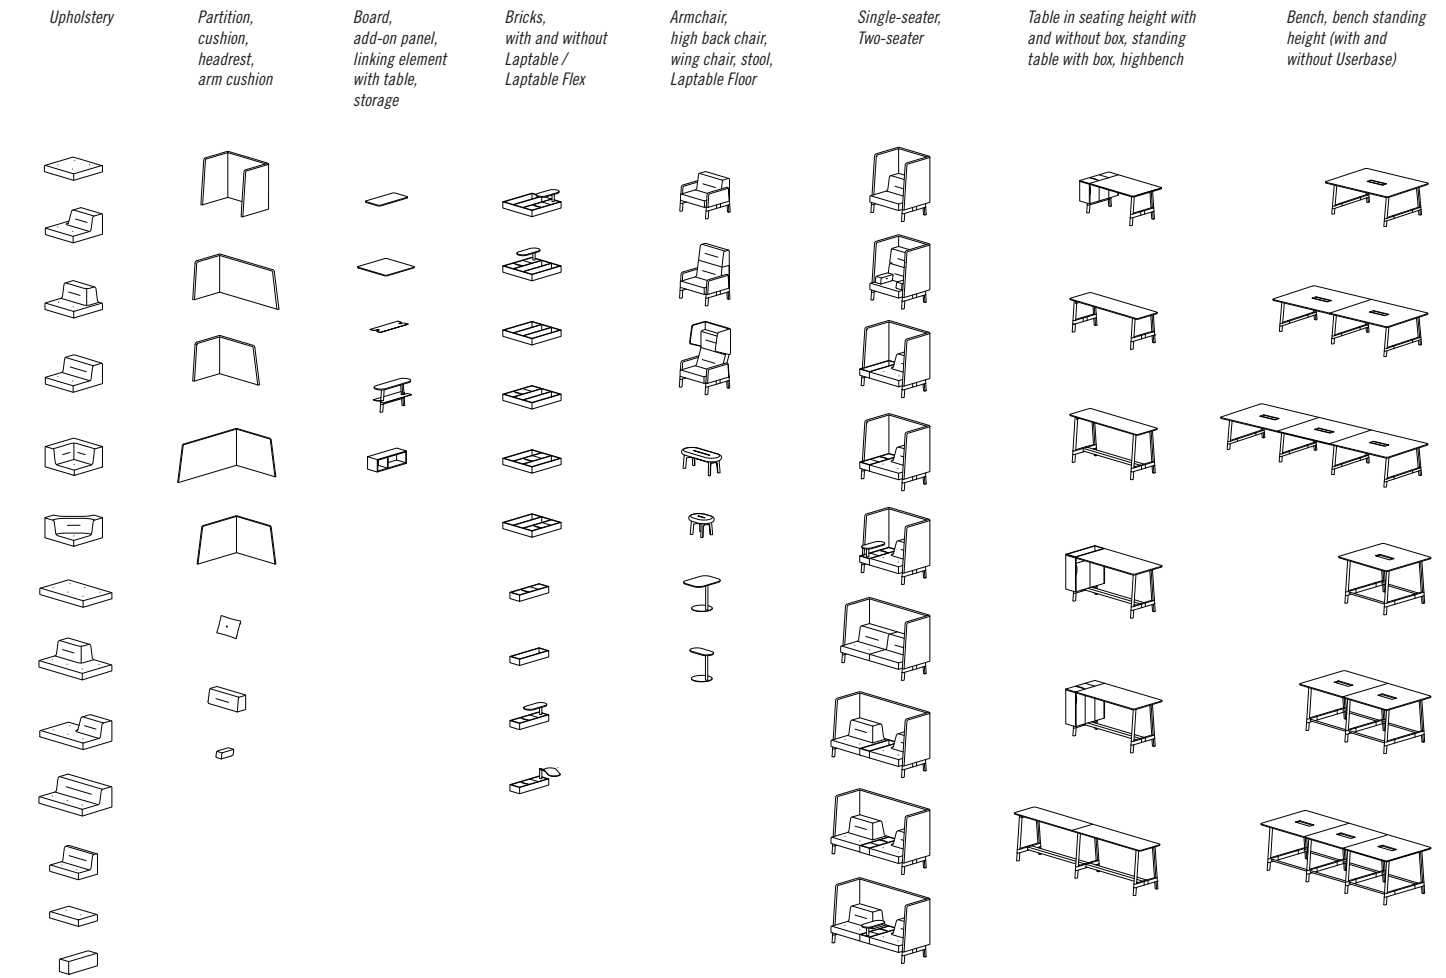 Upholstery
Partition,
cushion,
headrest,
arm cushion
Board,
add-on panel,
linking element
with table,
storage
Bricks,
with and without
Laptable /
Laptable Flex
Armchair,
high back chair,
wing chair, stool,
Laptable Floor
Single-seater,
Two-seater
Table in seating height with
and without box, standing
table with box, highbench
Bench, bench standing
height (with and
without Userbase)